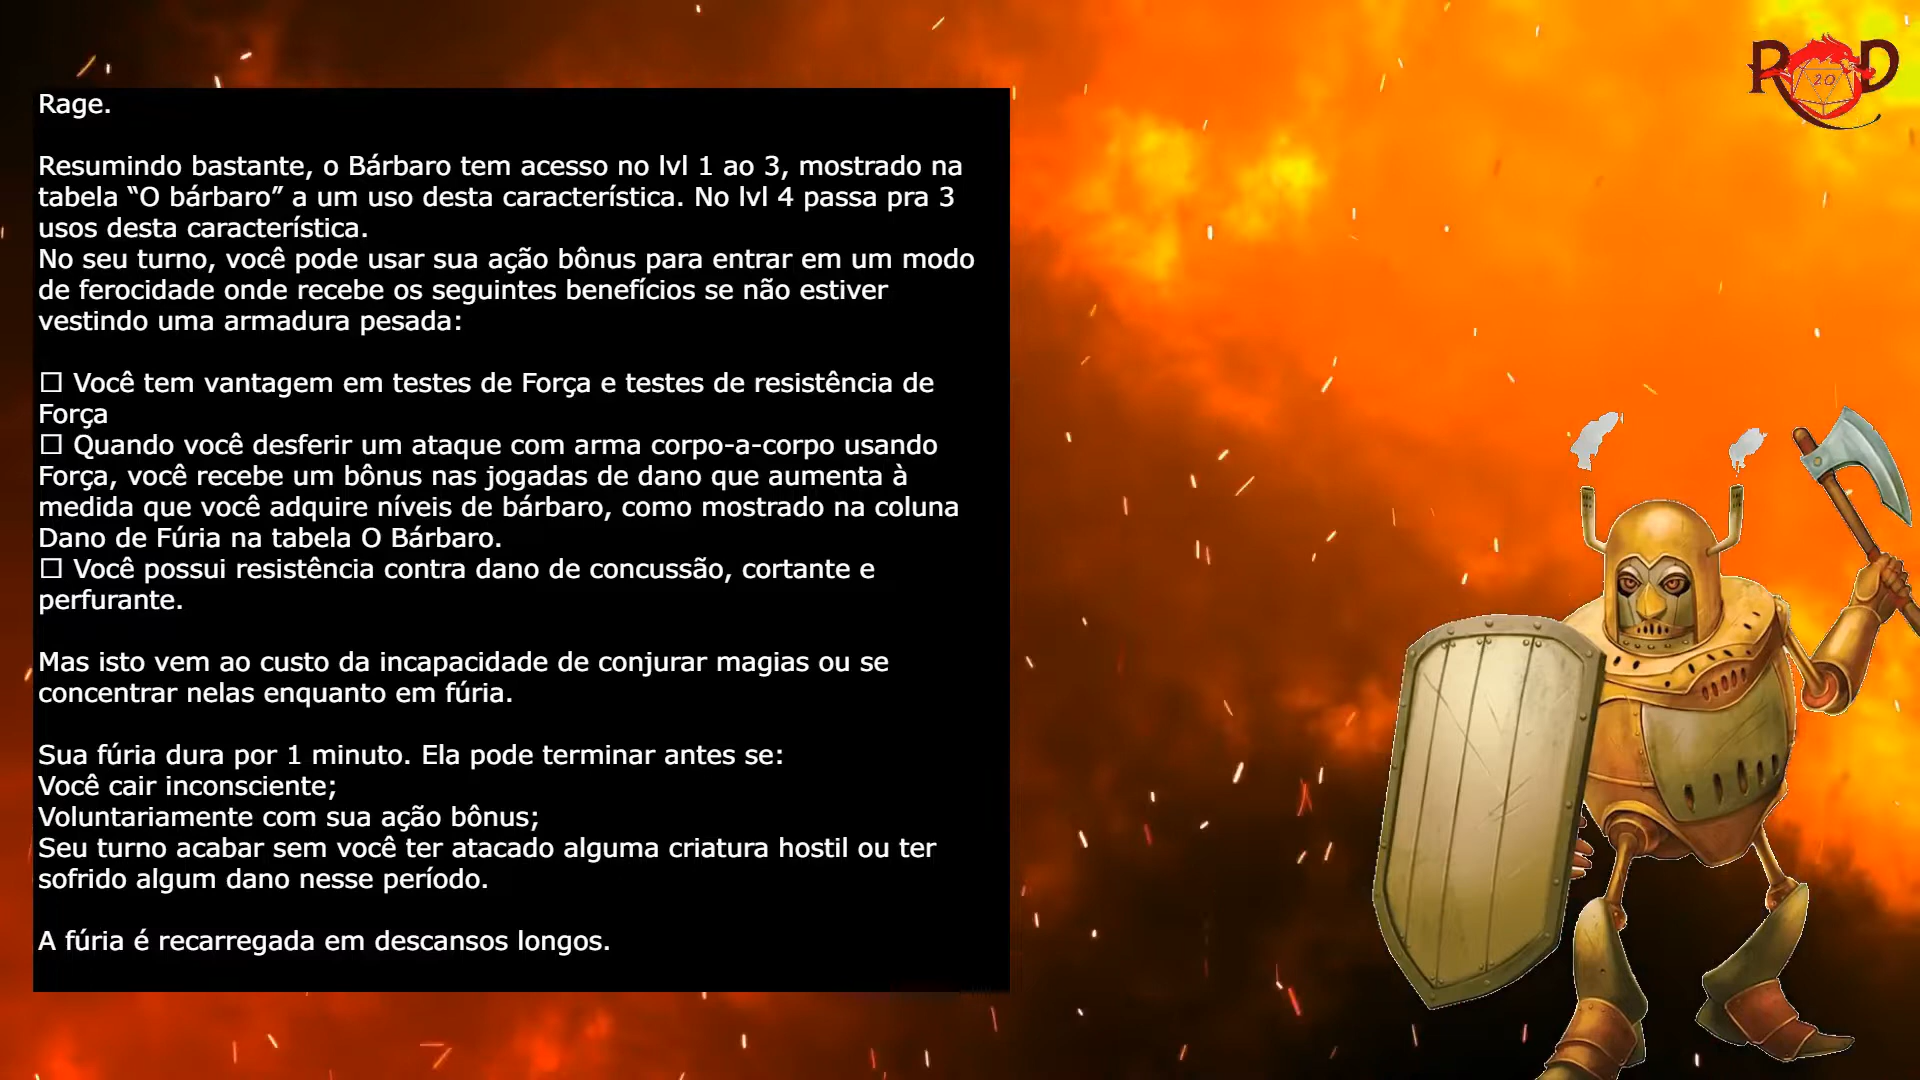 Rage.
Resumindo bastante, o Bárbaro tem acesso no lvl 1 ao 3, mostrado na
tabela “O bárbaro” a um uso desta característica. No lvl 4 passa pra 3
usos desta característica.
No seu turno, você pode usar sua ação bônus para entrar em um modo
de ferocidade onde recebe os seguintes benefícios se não estiver
vestindo uma armadura pesada:
☐ Você tem vantagem em testes de Força e testes de resistência de
Força
☐ Quando você desferir um ataque com arma corpo-a-corpo usando
Força, você recebe um bônus nas jogadas de dano que aumenta à
medida que você adquire níveis de bárbaro, como mostrado na coluna
Dano de Fúria na tabela O Bárbaro.
☐ Você possui resistência contra dano de concussão, cortante e
perfurante.
Mas isto vem ao custo da incapacidade de conjurar magias ou se
concentrar nelas enquanto em fúria.
Sua fúria dura por 1 minuto. Ela pode terminar antes se:
Você cair inconsciente;
Voluntariamente com sua ação bônus;
Seu turno acabar sem você ter atacado alguma criatura hostil ou ter
sofrido algum dano nesse período.
A fúria é recarregada em descansos longos.
R 20 D